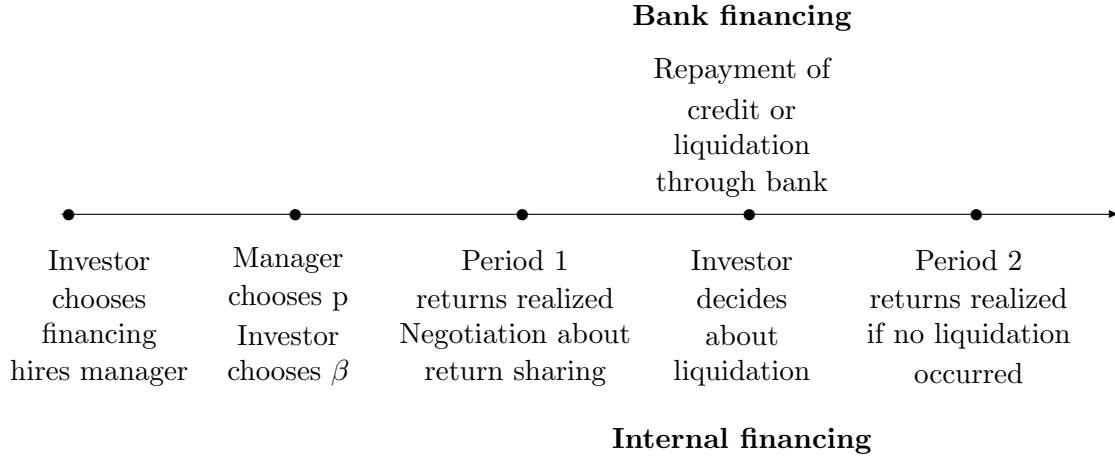 Bank financing
Repayment of
credit or
liquidation
through bank
Investor
chooses
financing
hires manager
Manager
chooses p
Investor
chooses β
Period 1
returns realized
Negotiation about
return sharing
Investor
decides
about
liquidation
Period 2
returns realized
if no liquidation
occurred
Internal financing